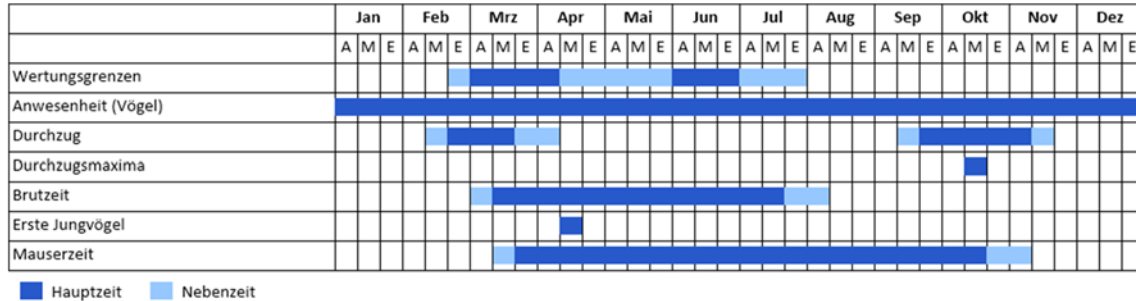 Jan Feb Mrz Apr Mai Jun Jul Aug Sep Okt Nov Dez
A M E A M E A M E A M E A M E A M E A M E A M E A M E A M E A M E A M E
Wertungsgrenzen
Anwesenheit (Vögel)
Durchzug
Durchzugsmaxima
Brutzeit
Erste Jungvögel
Mauserzeit
Hauptzeit Nebenzeit